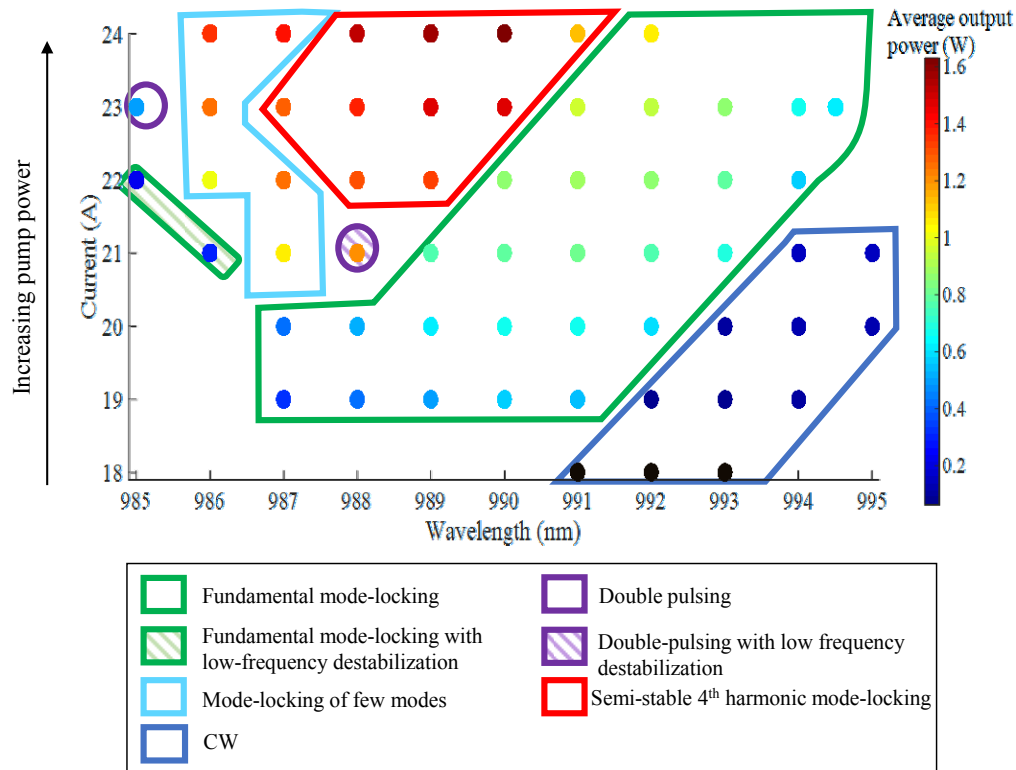 Average output
power (W)
Increasing pump power
Current (A)
24
23
22
21
20
19
18
985 986 987 988 989 990 991 992 993 994 995
Wavelength (nm)
1.6
1.4
1.2
1
0.8
0.6
0.4
0.2
Fundamental mode-locking
Fundamental mode-locking with
low-frequency destabilization
Mode-locking of few modes
CW
Double pulsing
Double-pulsing with low frequency
destabilization
Semi-stable 4th harmonic mode-locking